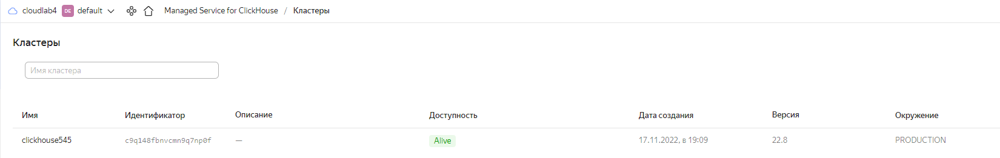 cloudlab4 DE default Managed Service for ClickHouse / Кластеры
Кластеры
Имя кластера
Имя Идентификатор Описание Доступность Дата создания Версия Окружение
clickhouse545 c9q148fbnvcmn9q7np0f — Alive 17.11.2022, в 19:09 22.8 PRODUCTION